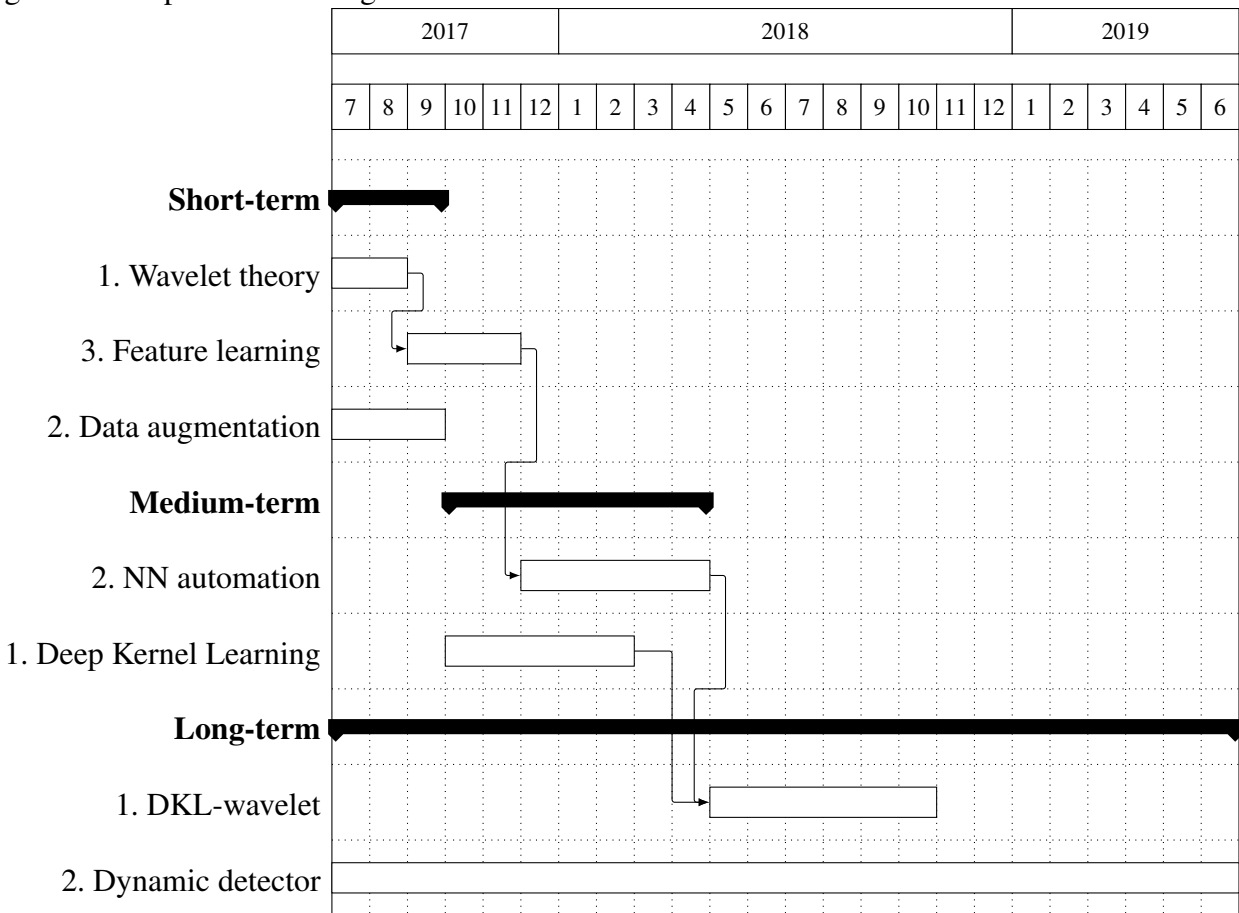 2017 2018 2019
7 8 9 10 11 12 1 2 3 4 5 6 7 8 9 10 11 12 1 2 3 4 5 6
Short-term
1. Wavelet theory
3. Feature learning
2. Data augmentation
Medium-term
2. NN automation
1. Deep Kernel Learning
Long-term
1. DKL-wavelet
2. Dynamic detector